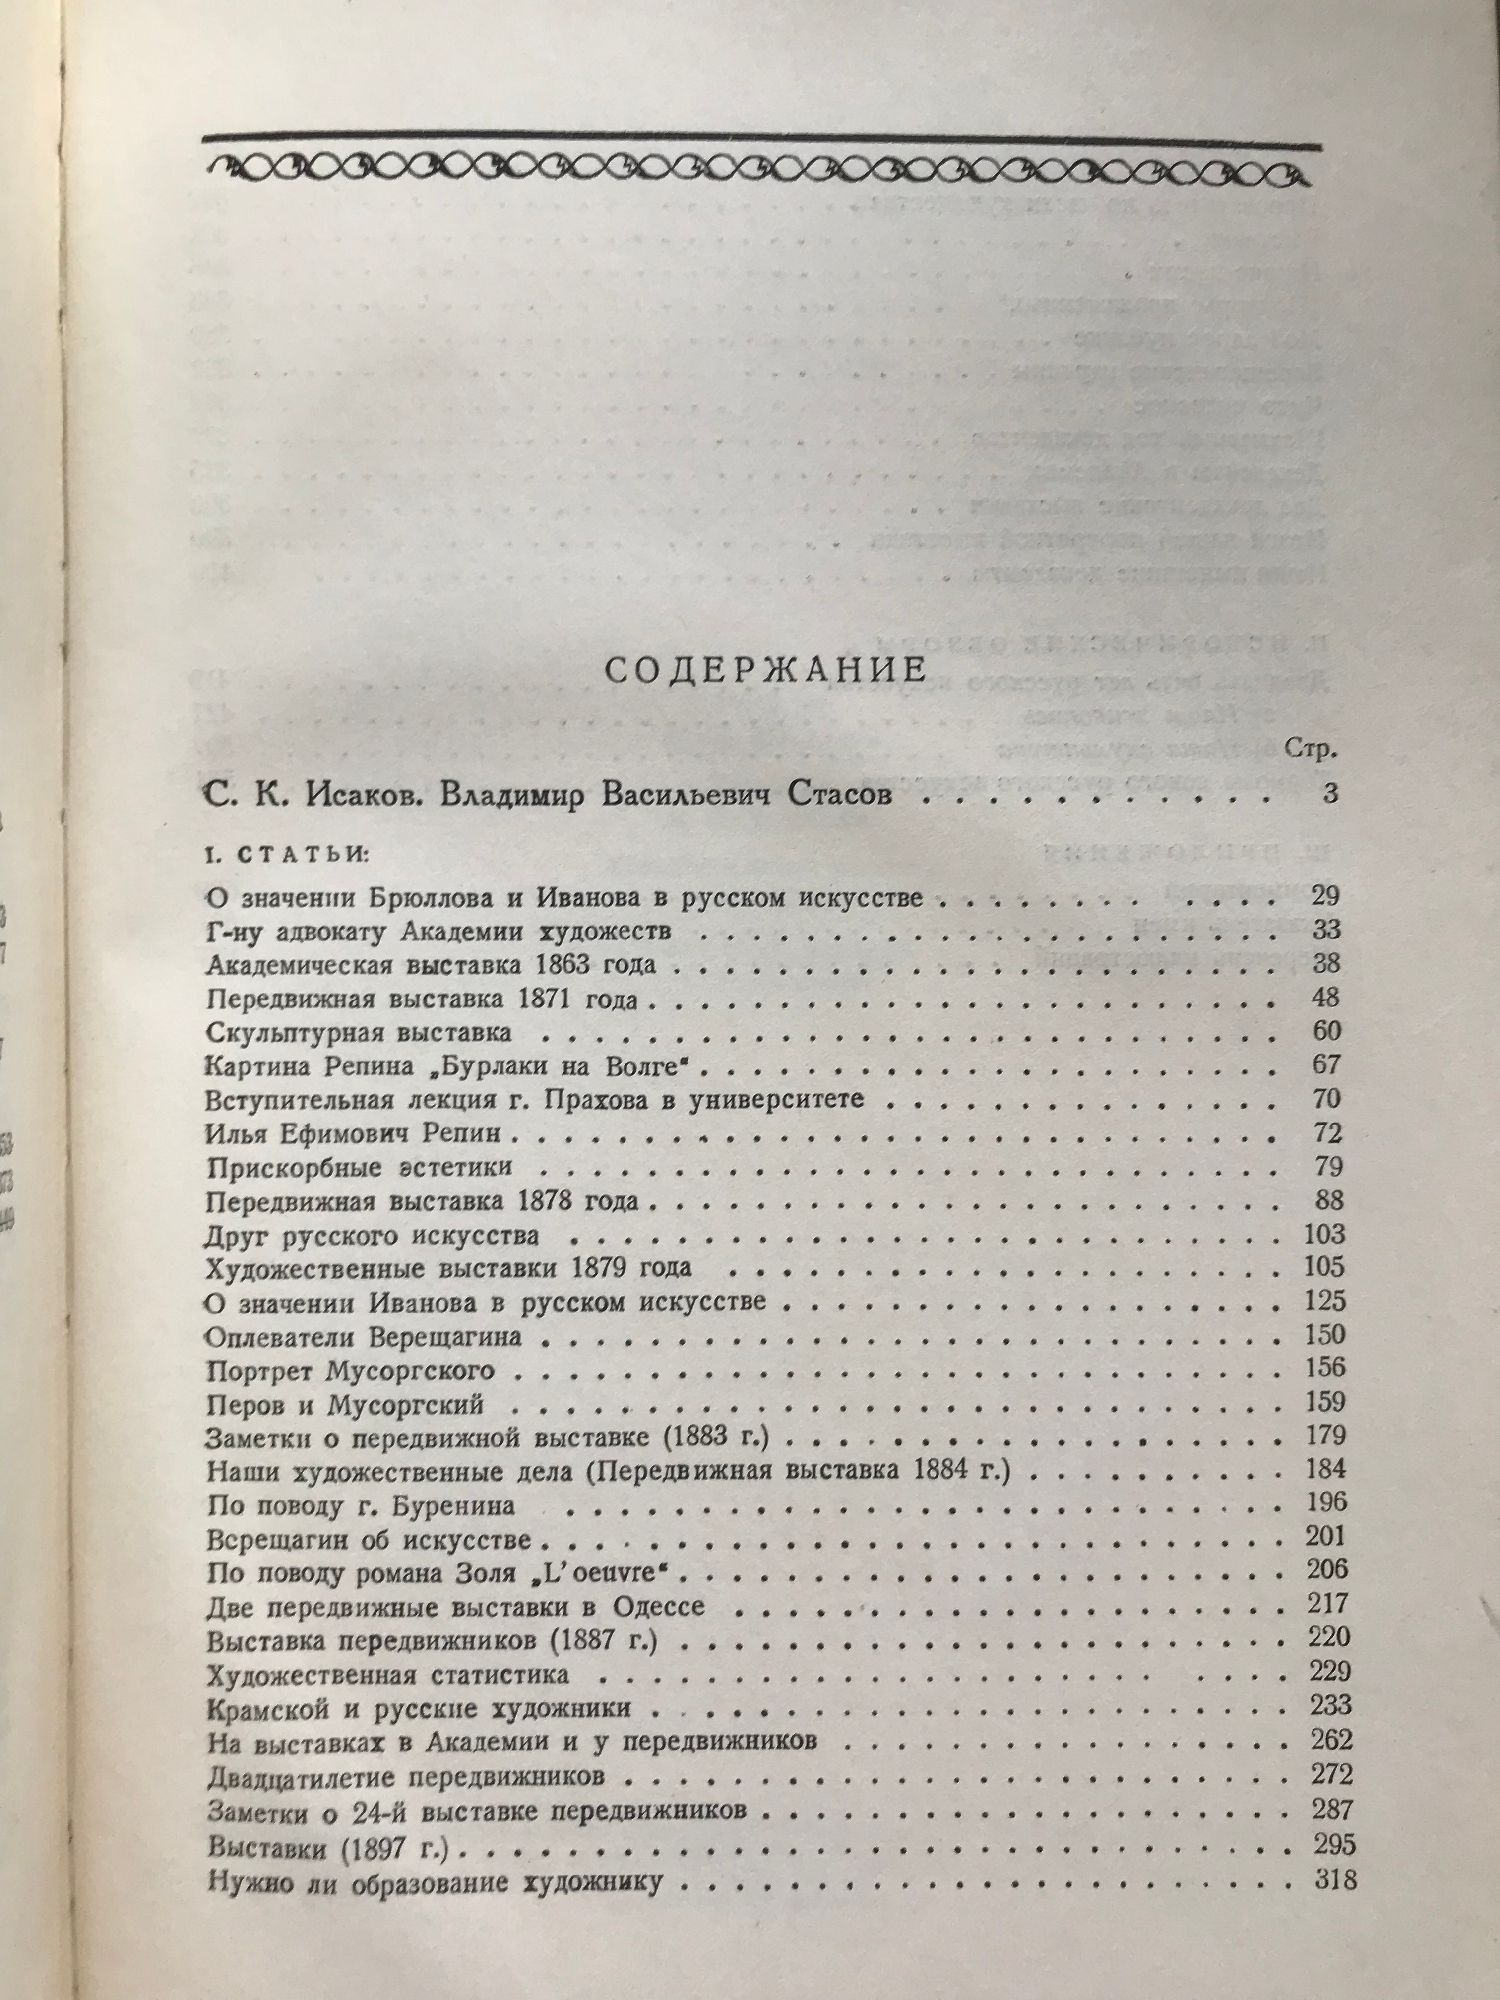 СОДЕРЖАНИЕ
Стр.
С. К. Исаков. Владимир Васильевич Стасов . . . . . . . . . . . 3
I. СТАТЬИ:
О значении Брюллова и Иванова в русском искусстве . . . . . . . . . . . . 29
Г-ну адвокату Академии художеств . . . . . . . . . . . . . . . . . . . . . 33
Академическая выставка 1863 года . . . . . . . . . . . . . . . . . . . . . 38
Передвижная выставка 1871 года . . . . . . . . . . . . . . . . . . . . . . 48
Скульптурная выставка . . . . . . . . . . . . . . . . . . . . . . . . . . 60
Картина Репина „Бурлаки на Волге“ . . . . . . . . . . . . . . . . . . . . 67
Вступительная лекция г. Прахова в университете . . . . . . . . . . . . . . 70
Илья Ефимович Репин . . . . . . . . . . . . . . . . . . . . . . . . . . . 72
Прискорбные эстетики . . . . . . . . . . . . . . . . . . . . . . . . . . 79
Передвижная выставка 1878 года . . . . . . . . . . . . . . . . . . . . . . 88
Друг русского искусства . . . . . . . . . . . . . . . . . . . . . . . . . 103
Художественные выставки 1879 года . . . . . . . . . . . . . . . . . . . . 105
О значении Иванова в русском искусстве . . . . . . . . . . . . . . . . . . 125
Оплеватели Верещагина . . . . . . . . . . . . . . . . . . . . . . . . . . 150
Портрет Мусоргского . . . . . . . . . . . . . . . . . . . . . . . . . . . 156
Перов и Мусоргский . . . . . . . . . . . . . . . . . . . . . . . . . . . 159
Заметки о передвижной выставке (1883 г.) . . . . . . . . . . . . . . . . . 179
Наши художественные дела (Передвижная выставка 1884 г.) . . . . . . . . . . 184
По поводу г. Буренина . . . . . . . . . . . . . . . . . . . . . . . . . . 196
Всрещагин об искусстве . . . . . . . . . . . . . . . . . . . . . . . . . . 201
По поводу романа Золя „L'oeuvre“ . . . . . . . . . . . . . . . . . . . . . 206
Две передвижные выставки в Одессе . . . . . . . . . . . . . . . . . . . . 217
Выставка передвижников (1887 г.) . . . . . . . . . . . . . . . . . . . . . 220
Художественная статистика . . . . . . . . . . . . . . . . . . . . . . . . 229
Крамской и русские художники . . . . . . . . . . . . . . . . . . . . . . . 233
На выставках в Академии и у передвижников . . . . . . . . . . . . . . . . 262
Двадцатилетие передвижников . . . . . . . . . . . . . . . . . . . . . . . 272
Заметки о 24-й выставке передвижников . . . . . . . . . . . . . . . . . . 287
Выставки (1897 г.) . . . . . . . . . . . . . . . . . . . . . . . . . . . . 295
Нужно ли образование художнику . . . . . . . . . . . . . . . . . . . . . . 318